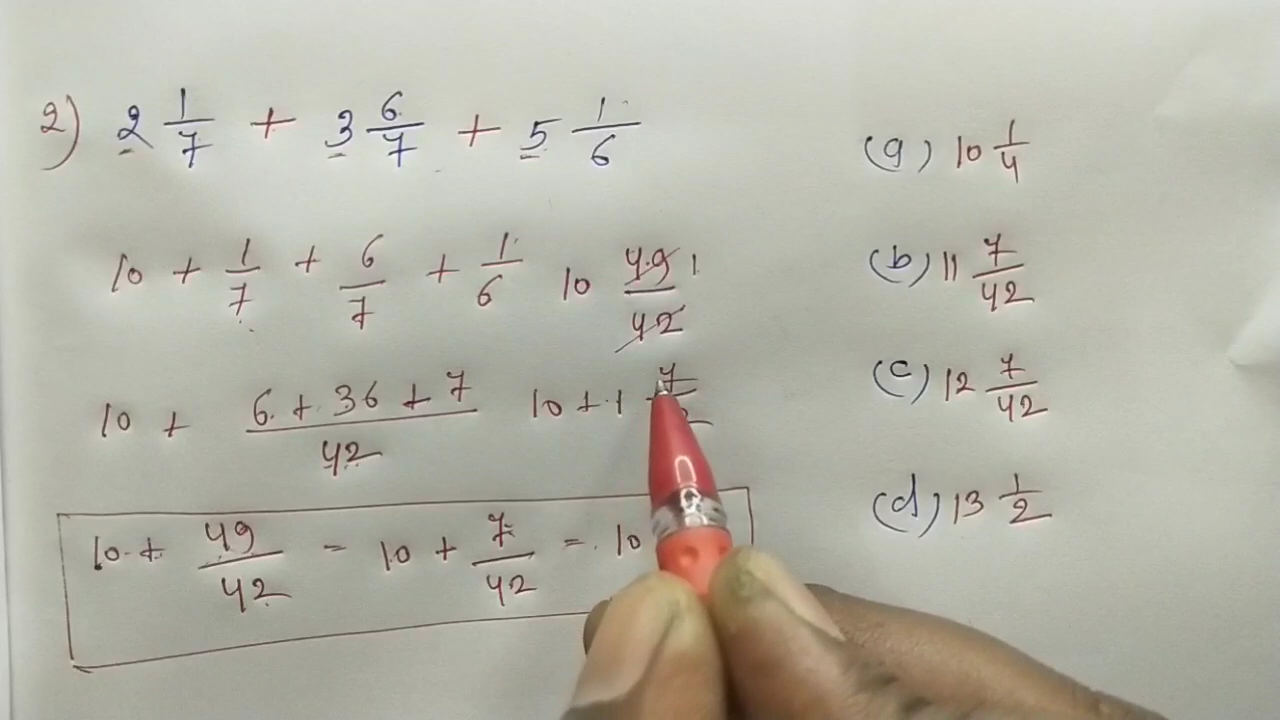 2) 2 1/7 + 3 6/7 + 5 1/6
10 + 1/7 + 6/7 + 1/6
10 49/42 1
10 + (6 + 36 + 7)/42
10 + 1 7/
10 + 49/42 = 10 + 7/42 = 10
(a) 10 1/4
(b) 11 7/42
(c) 12 7/42
(d) 13 1/2